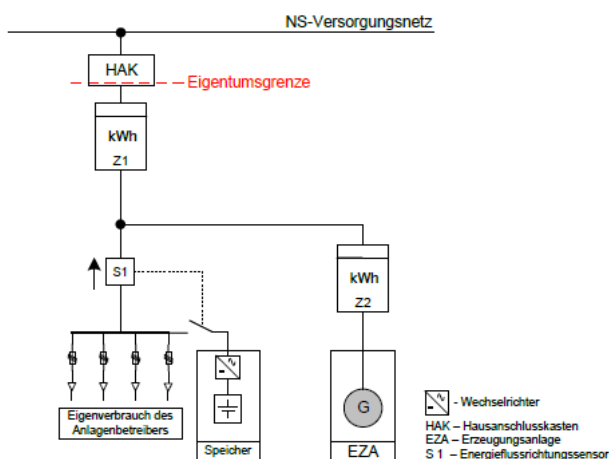 NS-Versorgungsnetz
HAK
Eigentumsgrenze
kWh
Z1
S1
kWh
Z2
G
Eigenverbrauch des
Anlagenbetreibers
Speicher
EZA
- Wechselrichter
HAK – Hausanschlusskasten
EZA – Erzeugungsanlage
S 1 – Energieflussrichtungssensor